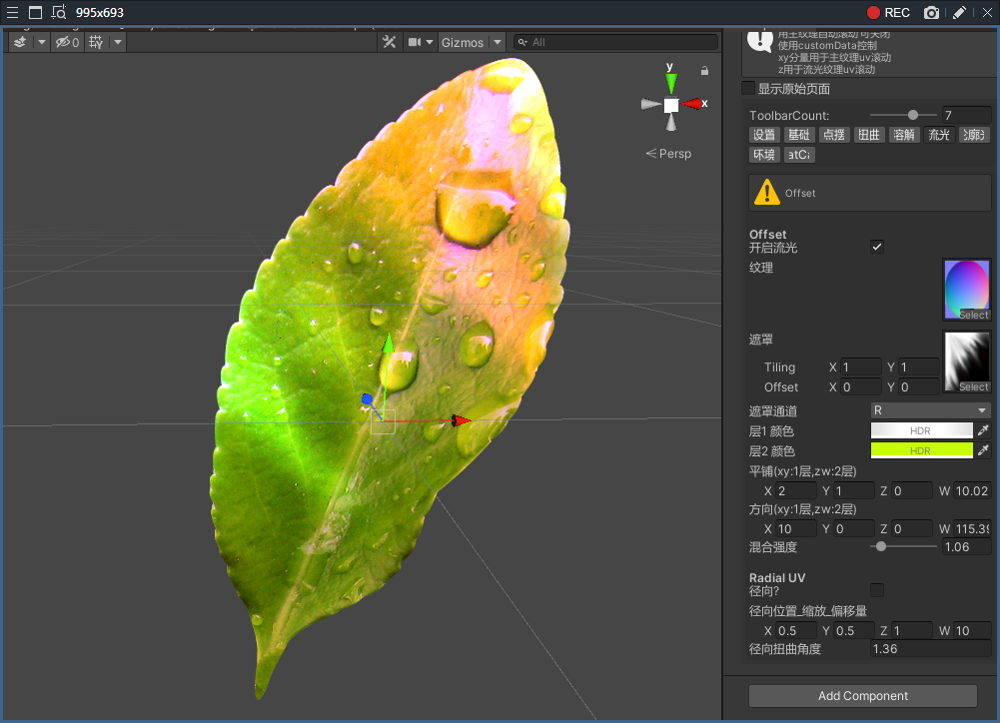 995x693
REC
0
Gizmos
All
用主纹理自动滚动可关闭
使用customData控制
xy分量用于主纹理uv滚动
z用于流光纹理uv滚动
显示原始页面
ToolbarCount: 7
设置 基础 点摆 扭曲 溶解 流光
环境 atCa
y
x
Persp
Offset
Offset
开启流光
纹理
Select
遮罩
Tiling X 1 Y 1
Offset X 0 Y 0
Select
遮罩通道 R
层1 颜色 HDR
层2 颜色 HDR
平铺(xy:1层,zw:2层)
X 2 Y 1 Z 0 W 10.02
方向(xy:1层,zw:2层)
X 10 Y 0 Z 0 W 115.39
混合强度 1.06
Radial UV
径向?
径向位置_缩放_偏移量
X 0.5 Y 0.5 Z 1 W 10
径向扭曲角度 1.36
Add Component